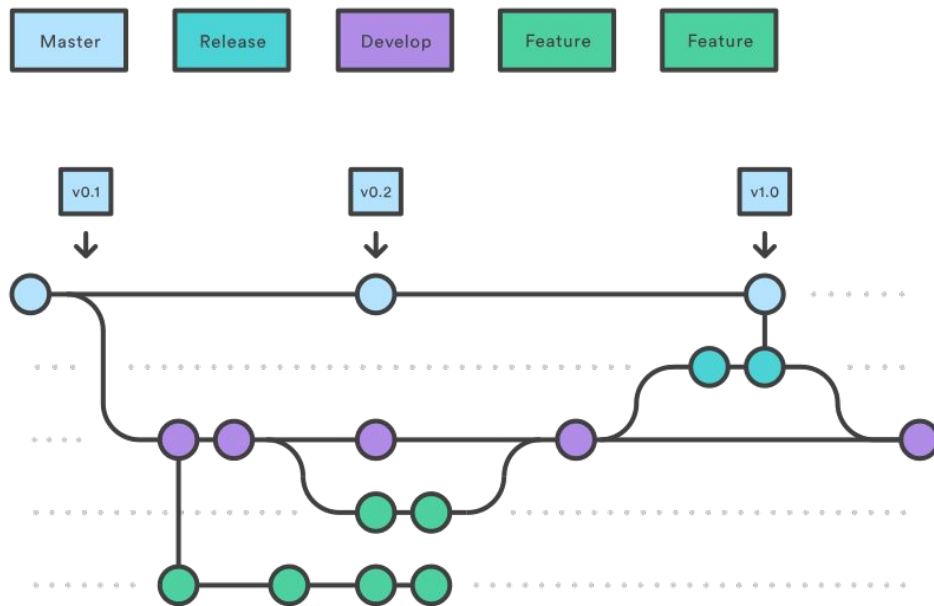 Master
Release
Develop
Feature
Feature
v0.1
v0.2
v1.0